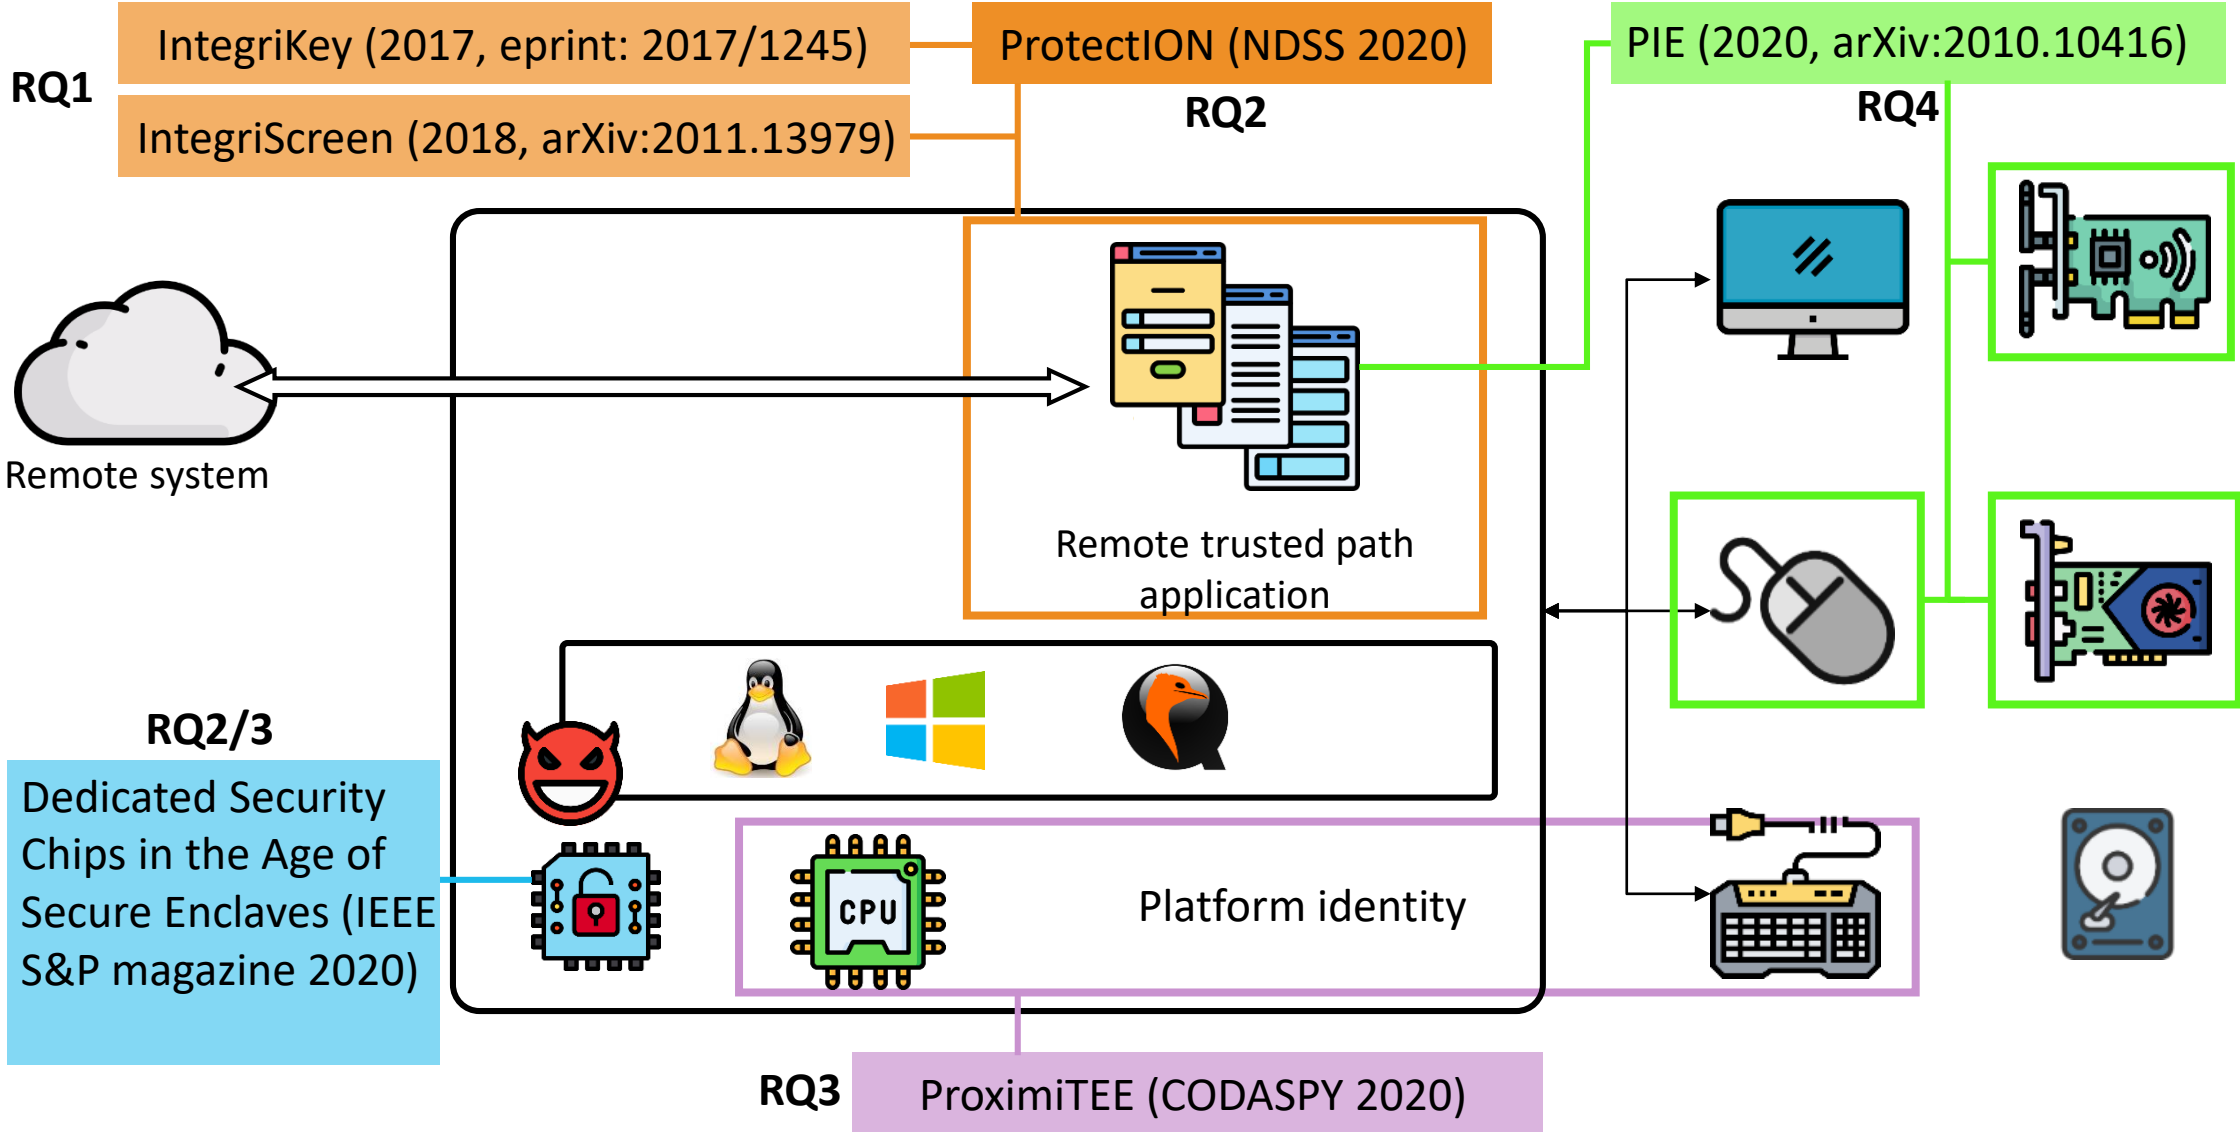 IntegriKey (2017, eprint: 2017/1245)
ProtectION (NDSS 2020)
PIE (2020, arXiv:2010.10416)
RQ1
IntegriScreen (2018, arXiv:2011.13979)
RQ2
RQ4
Remote system
Remote trusted path
application
RQ2/3
Dedicated Security
Chips in the Age of
Secure Enclaves (IEEE
S&P magazine 2020)
CPU
Platform identity
RQ3
ProximiTEE (CODASPY 2020)